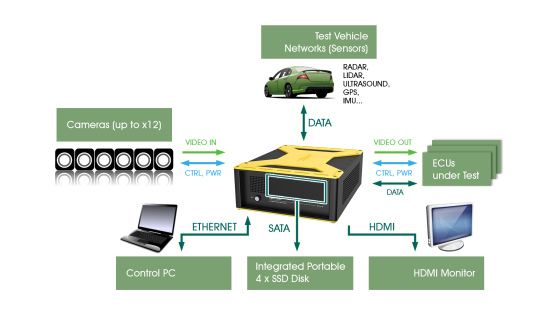 Test Vehicle
Networks (Sensors)
RADAR,
LIDAR,
ULTRASOUND,
GPS,
IMU...
DATA
Cameras (up to x12)
VIDEO IN
CTRL, PWR
VIDEO OUT
CTRL, PWR
DATA
ECUs
under Test
ETHERNET
SATA
HDMI
Control PC
Integrated Portable
4 x SSD Disk
HDMI Monitor